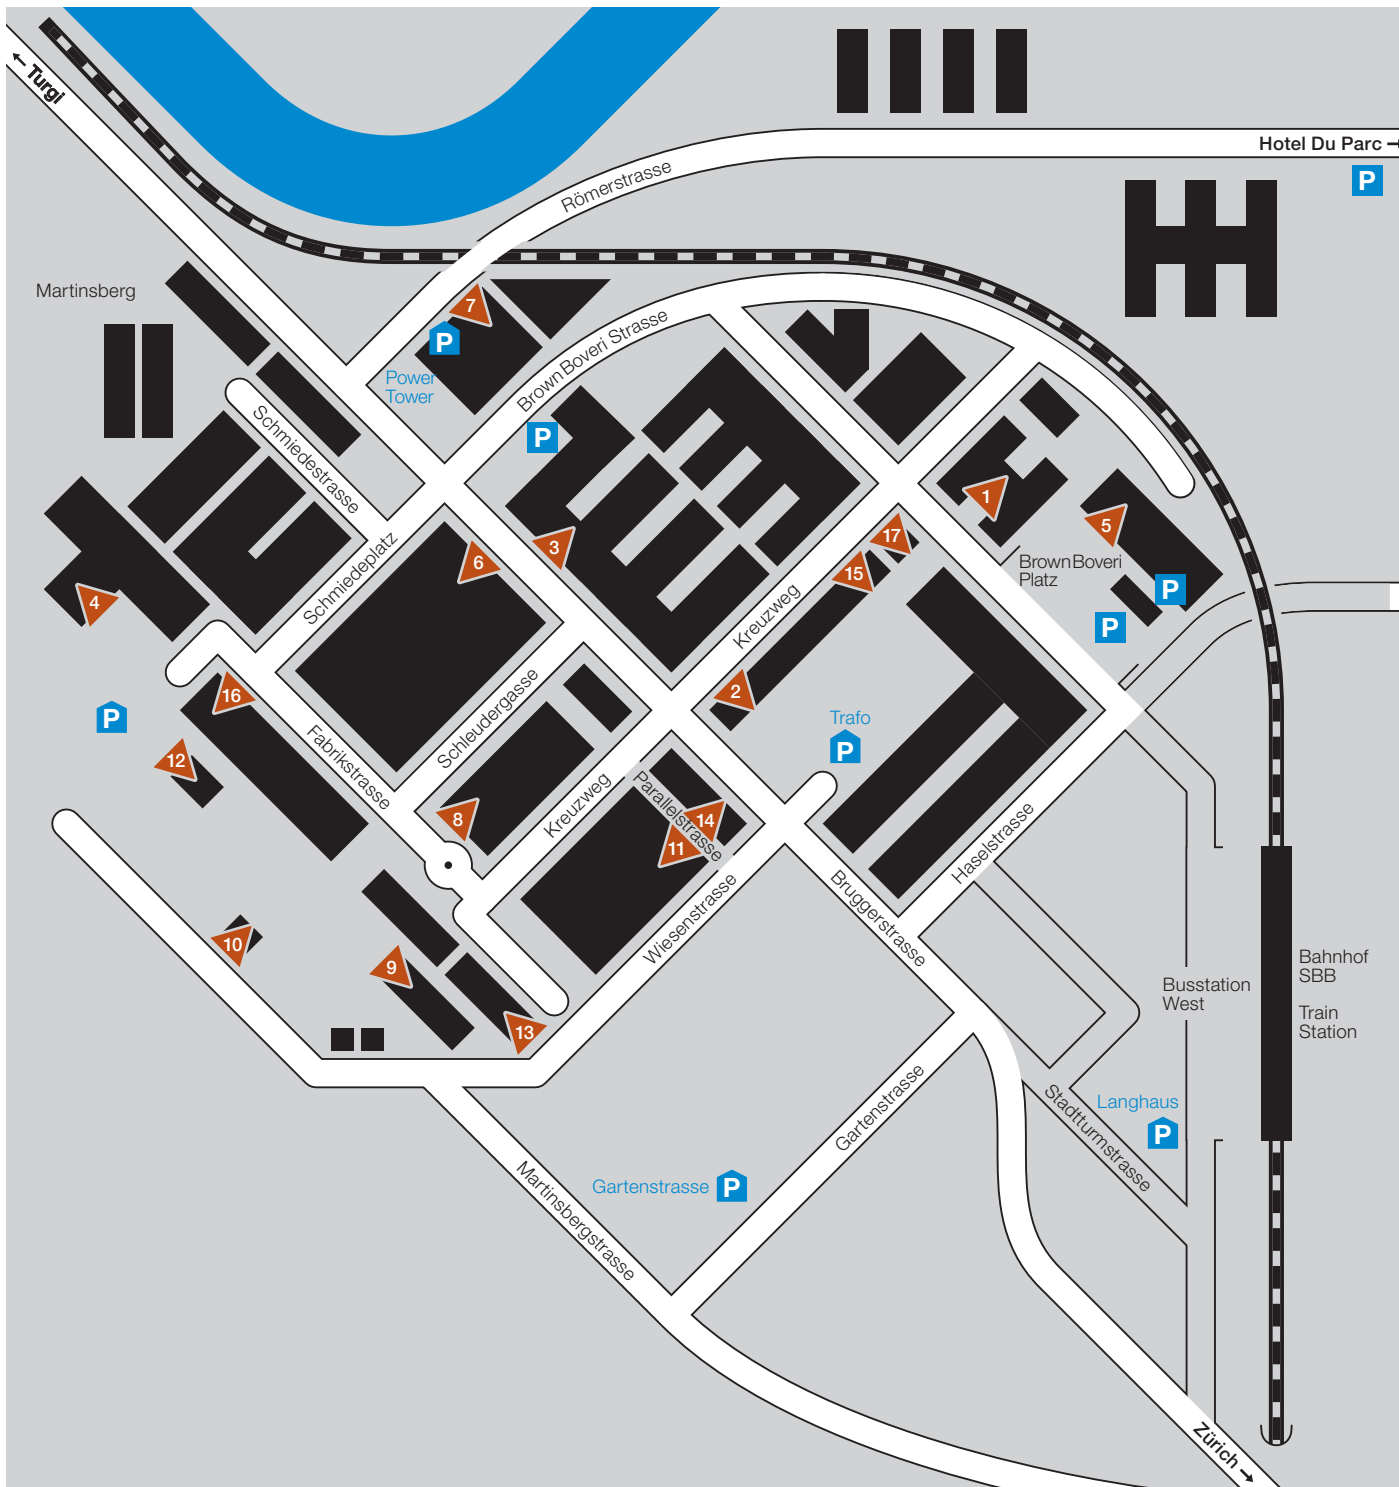 ← Turgi
Hotel Du Parc →
P
Römerstrasse
Martinsberg
7
P
Power
Tower
Brown Boveri Strasse
P
Schmiedestrasse
1
5
17
3
6
15
Brown Boveri
Platz
Schmiedeplatz
P
4
Kreuzweg
P
16
2
Schleudergasse
P
Trafo
P
12
Fabrikstrasse
Parallelstrasse
Kreuzweg
8
14
11
Haselstrasse
Wiesenstrasse
Bruggerstrasse
10
9
Bahnhof
SBB
Busstation
West
Train
Station
13
Gartenstrasse
Stadtturmstrasse
Langhaus
P
Gartenstrasse
P
Martinsbergstrasse
Zürich →